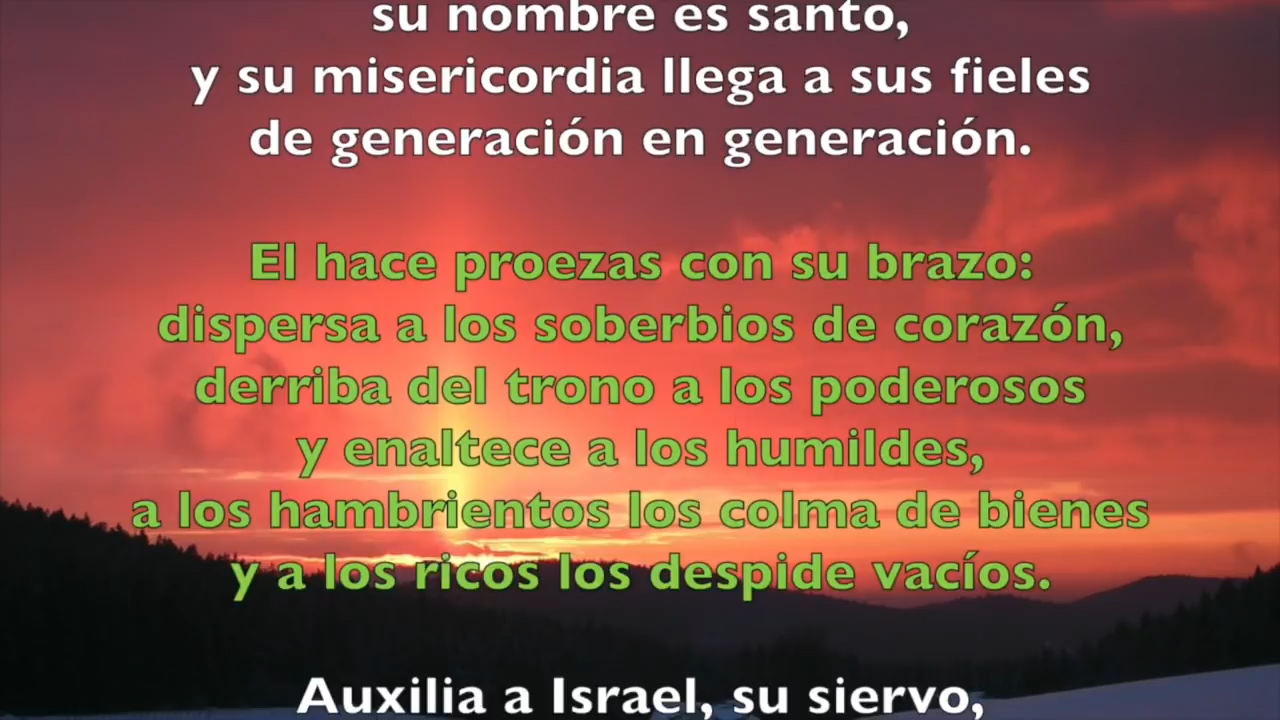 su nombre es santo,
y su misericordia llega a sus fieles
de generación en generación.
El hace proezas con su brazo:
dispersa a los soberbios de corazón,
derriba del trono a los poderosos
y enaltece a los humildes,
a los hambrientos los colma de bienes
y a los ricos los despide vacíos.
Auxilia a Israel, su siervo,